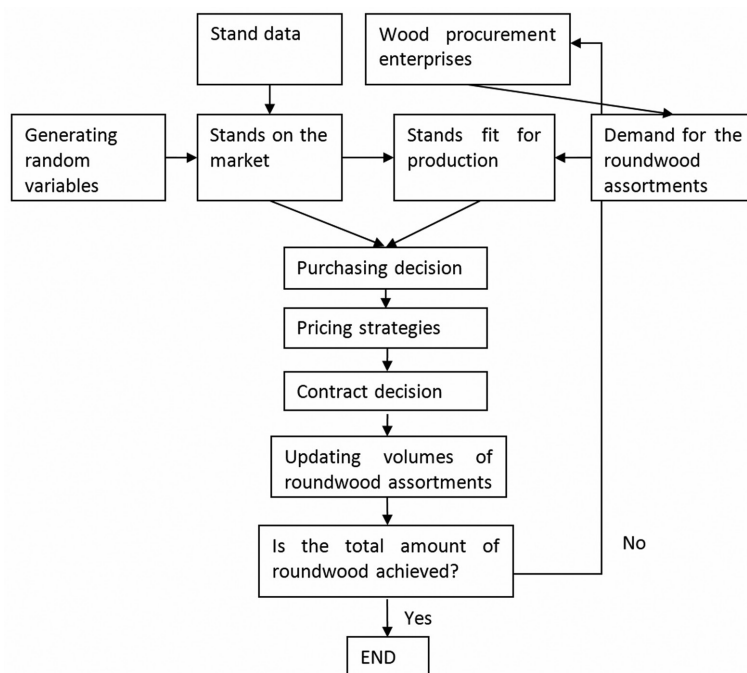 Stand data
Wood procurement
enterprises
Generating
random
variables
Stands on the
market
Stands fit for
production
Demand for the
roundwood
assortments
Purchasing decision
Pricing strategies
Contract decision
Updating volumes of
roundwood assortments
Is the total amount of
roundwood achieved?
No
Yes
END